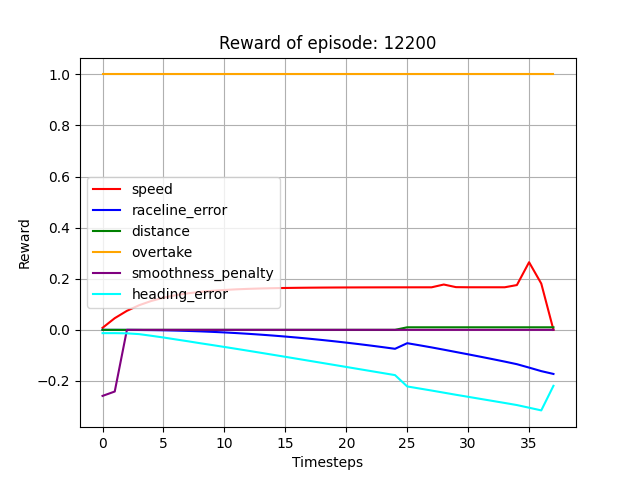 Reward of episode: 12200
Reward
1.0
0.8
0.6
0.4
0.2
0.0
−0.2
speed
raceline_error
distance
overtake
smoothness_penalty
heading_error
0 5 10 15 20 25 30 35
Timesteps